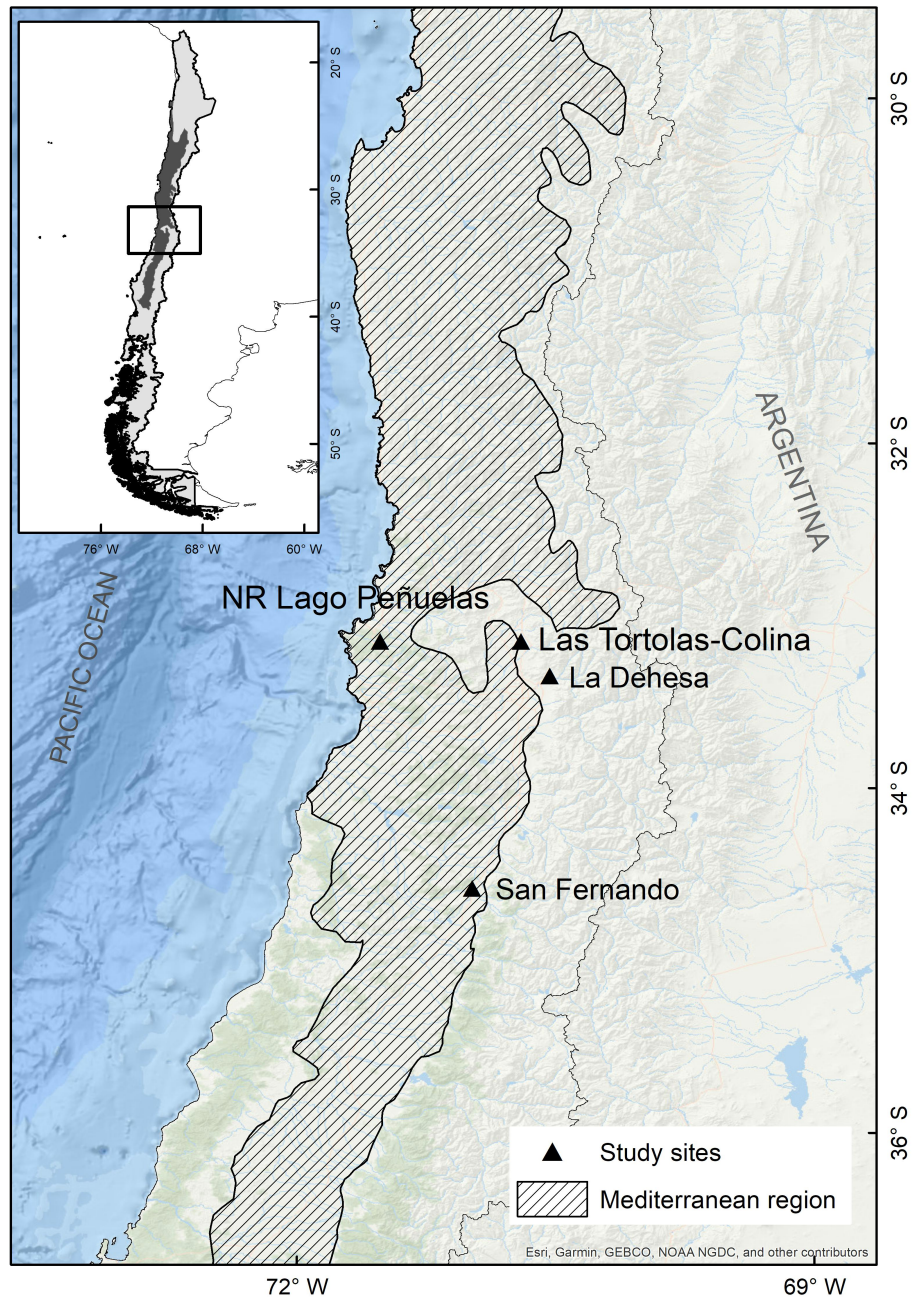 20° S
30° S
40° S
50° S
76° W
68° W
60° W
30° S
32° S
34° S
36° S
ARGENTINA
PACIFIC OCEAN
NR Lago Peñuelas
Las Tortolas-Colina
La Dehesa
San Fernando
Study sites
Mediterranean region
Esri, Garmin, GEBCO, NOAA NGDC, and other contributors
72° W
69° W